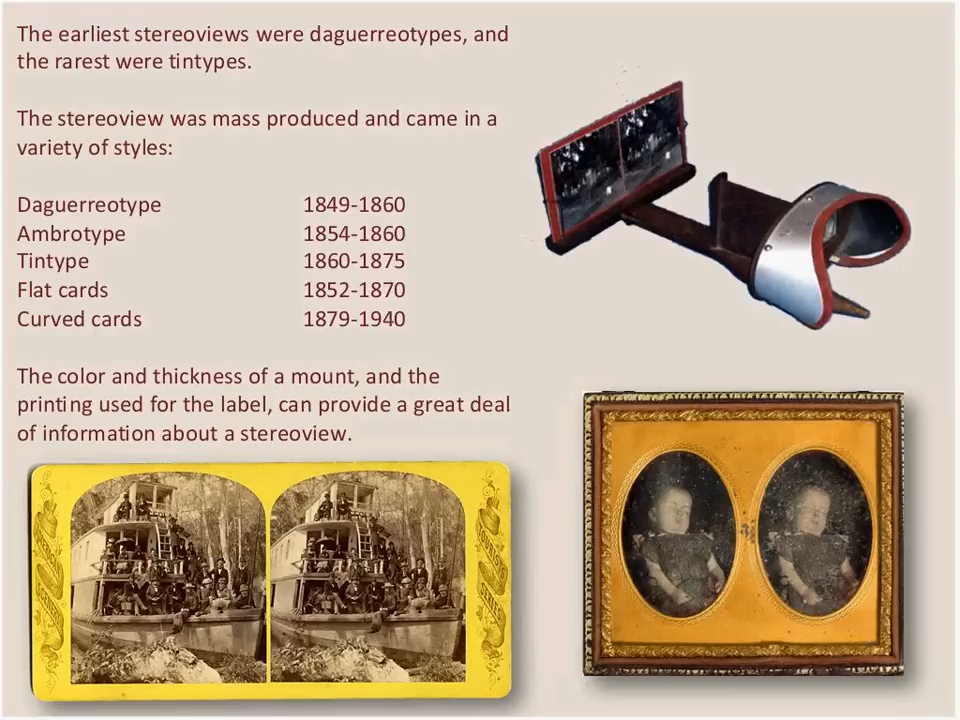 The earliest stereoviews were daguerreotypes, and
the rarest were tintypes.
The stereoview was mass produced and came in a
variety of styles:
Daguerreotype 1849-1860
Ambrotype 1854-1860
Tintype 1860-1875
Flat cards 1852-1870
Curved cards 1879-1940
The color and thickness of a mount, and the
printing used for the label, can provide a great deal
of information about a stereoview.
SERIES